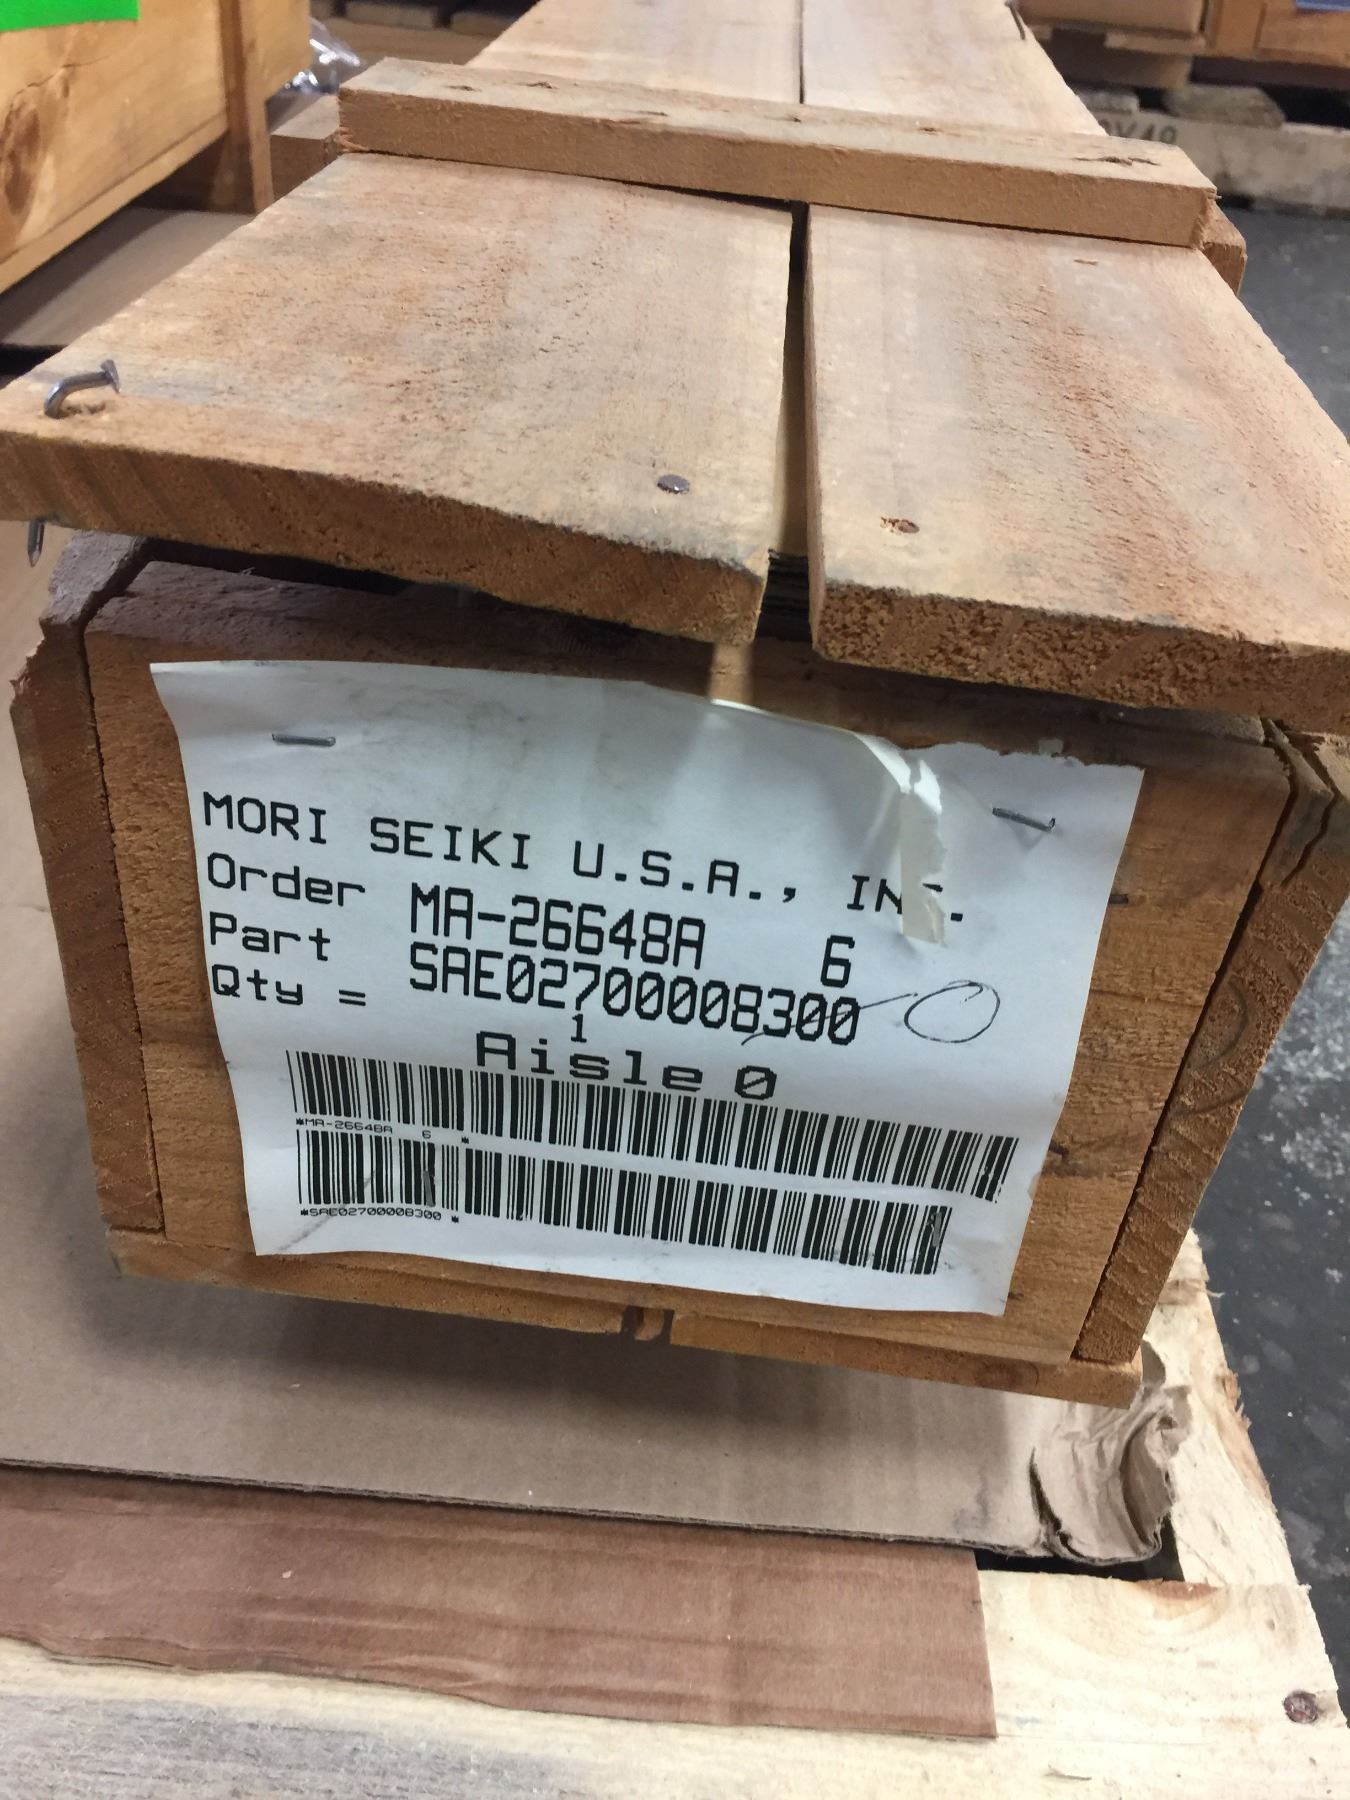 MORI SEIKI U.S.A., INC.
Order MA-26648A 6
Part SAE02700008300
Qty = 1
Aisle 0
*MA-26648A 6 *
*SAE02700008300 *